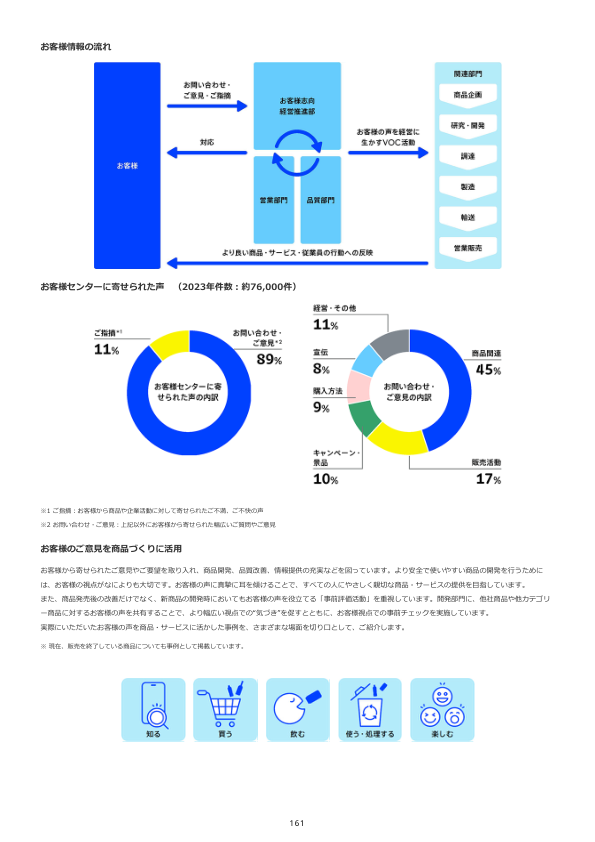 お客様情報の流れ
お客様
お問い合わせ・
ご意見・ご指摘
対応
お客様志向
経営推進部
営業部門
品質部門
お客様の声を経営に
生かすVOC活動
関連部門
商品企画
研究・開発
調達
製造
輸送
営業販売
より良い商品・サービス・従業員の行動への反映
お客様センターに寄せられた声 （2023年件数：約76,000件）
ご指摘※1
11%
お問い合わせ・
ご意見※2
89%
お客様センターに寄
せられた声の内訳
経営・その他
11%
宣伝
8%
購入方法
9%
キャンペーン・
景品
10%
お問い合わせ・
ご意見の内訳
商品関連
45%
販売活動
17%
※1 ご指摘：お客様から商品や企業活動に対して寄せられたご不満、ご不快の声
※2 お問い合わせ・ご意見：上記以外にお客様から寄せられた幅広いご質問やご意見
お客様のご意見を商品づくりに活用
お客様から寄せられたご意見やご要望を取り入れ、商品開発、品質改善、情報提供の充実などを図っています。より安全で使いやすい商品の開発を行うために
は、お客様の視点がなによりも大切です。お客様の声に真摯に耳を傾けることで、すべての人にやさしく親切な商品・サービスの提供を目指しています。
また、商品発売後の改善だけでなく、新商品の開発時においてもお客様の声を役立てる「事前評価活動」を重視しています。開発部門に、他社商品や他カテゴリ
ー商品に対するお客様の声を共有することで、より幅広い視点での“気づき”を促すとともに、お客様視点での事前チェックを実施しています。
実際にいただいたお客様の声を商品・サービスに活かした事例を、さまざまな場面を切り口として、ご紹介します。
※ 現在、販売を終了している商品についても事例として掲載しています。
知る
買う
飲む
使う・処理する
楽しむ
161